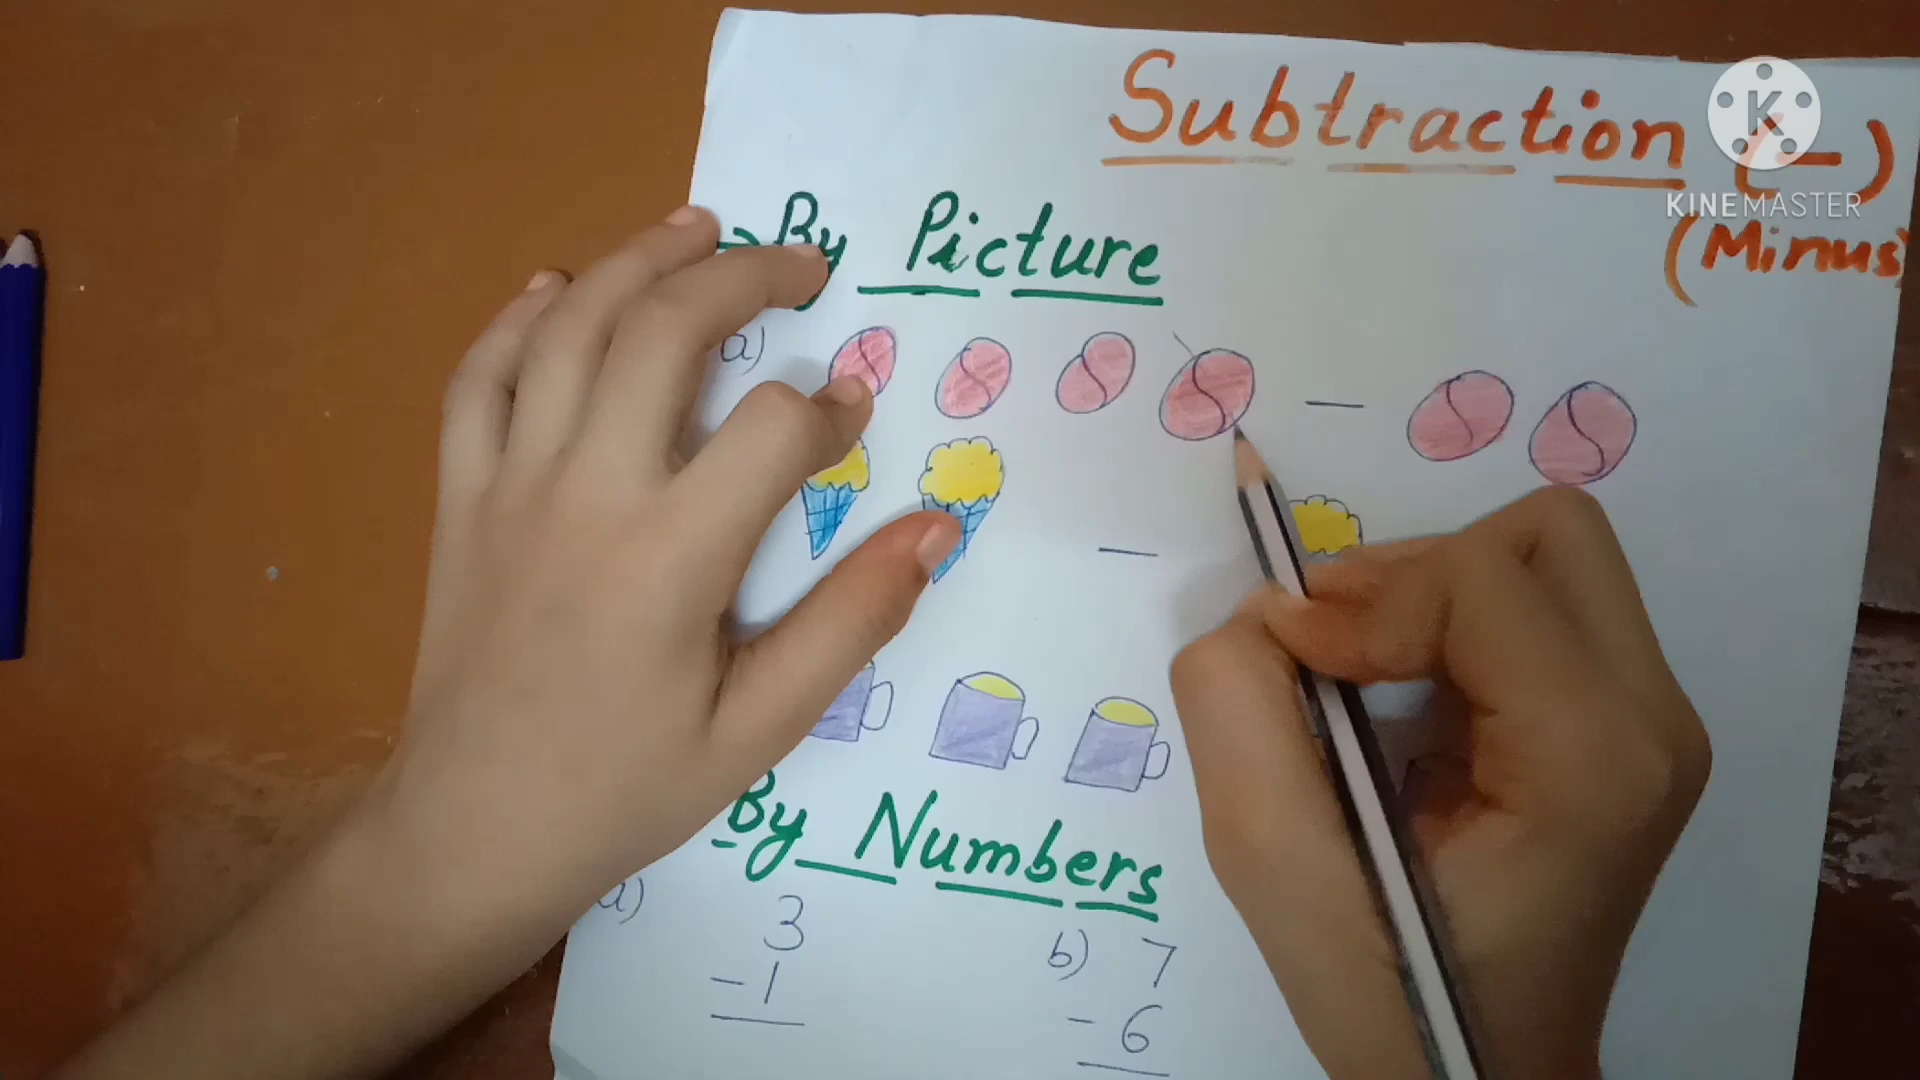 Subtraction (-)
(Minus)
K
KINEMASTER
→ By Picture
a)
—
—
By Numbers
a) 3
-1
b) 7
-6